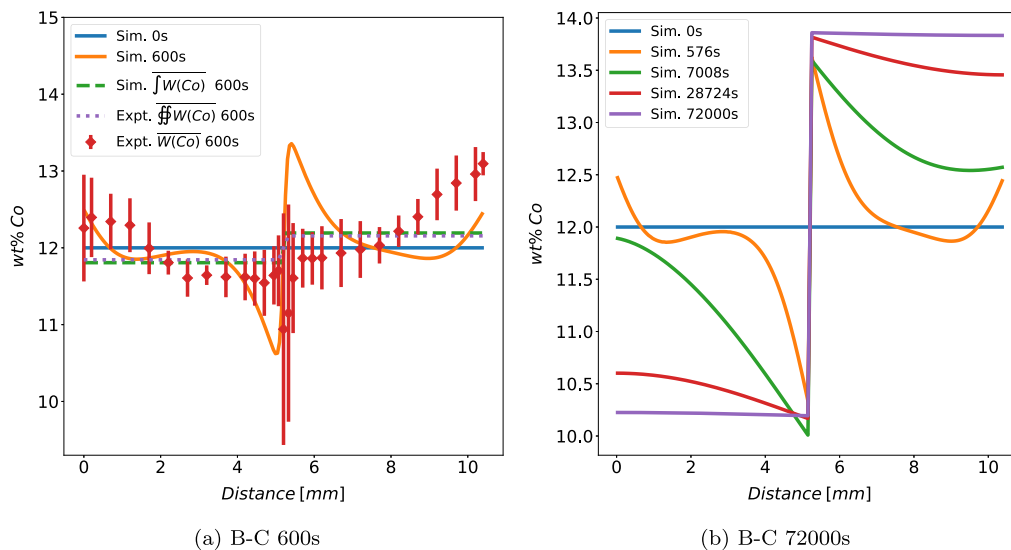 15
14
13
12
11
10
wt% Co
Sim. 0s
Sim. 600s
Sim. ∫W(Co) 600s
Expt. ∯W(Co) 600s
Expt. W(Co) 600s
0 2 4 6 8 10
Distance [mm]
(a) B-C 600s
14.0
13.5
13.0
12.5
12.0
11.5
11.0
10.5
10.0
wt% Co
Sim. 0s
Sim. 576s
Sim. 7008s
Sim. 28724s
Sim. 72000s
0 2 4 6 8 10
Distance [mm]
(b) B-C 72000s